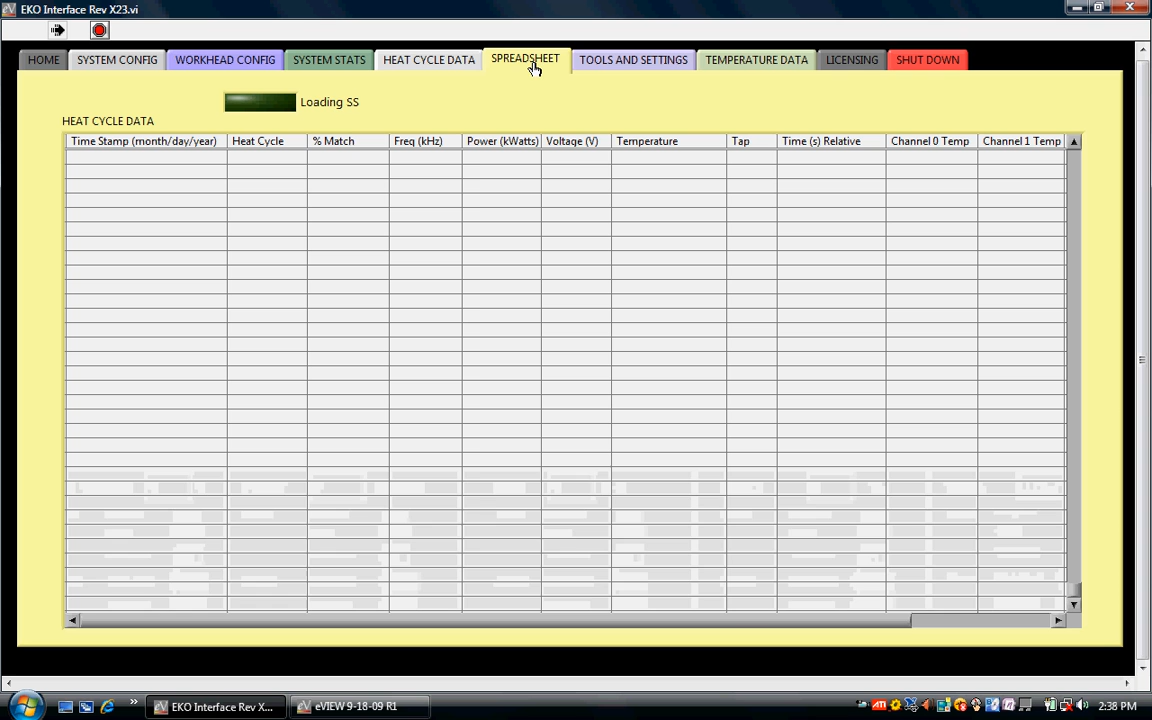 EKO Interface Rev X23.vi
HOME SYSTEM CONFIG WORKHEAD CONFIG SYSTEM STATS HEAT CYCLE DATA SPREADSHEET TOOLS AND SETTINGS TEMPERATURE DATA LICENSING SHUT DOWN
Loading SS
HEAT CYCLE DATA
Time Stamp (month/day/year) Heat Cycle % Match Freq (kHz) Power (kWatts) Voltage (V) Temperature Tap Time (s) Relative Channel 0 Temp Channel 1 Temp
EKO Interface Rev X... eVIEW 9-18-09 R1 ATI 2:38 PM